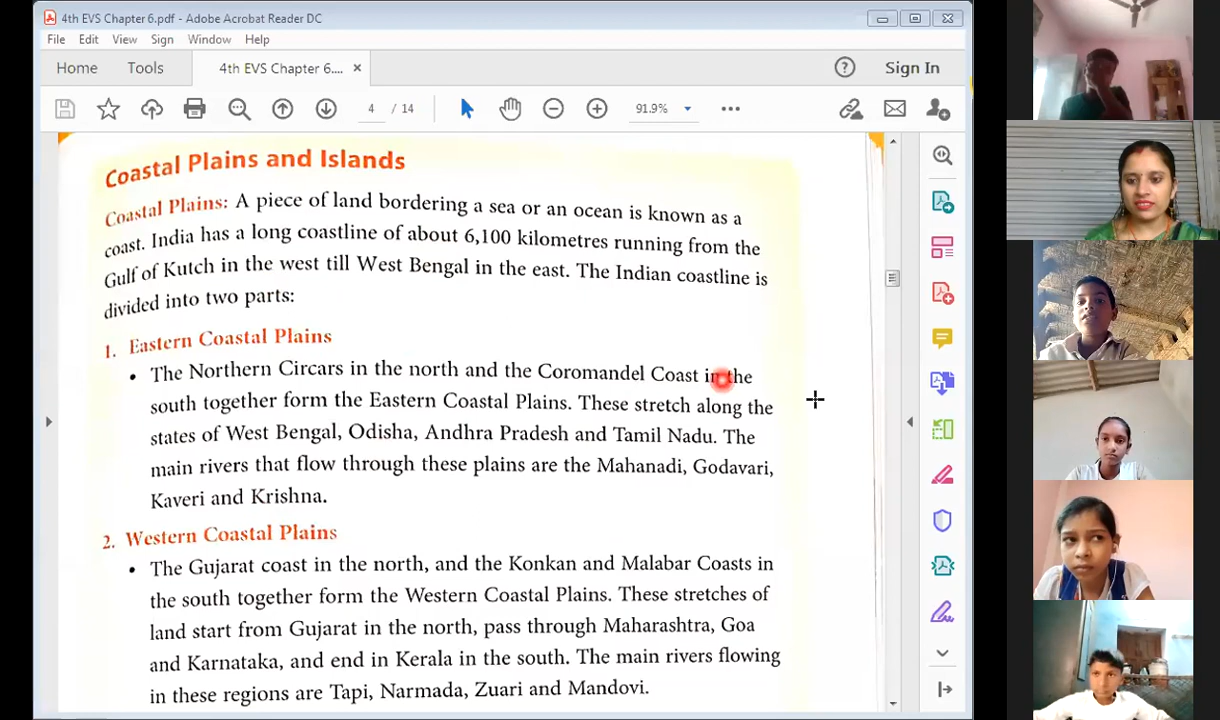 4th EVS Chapter 6.pdf - Adobe Acrobat Reader DC
File Edit View Sign Window Help
Home Tools 4th EVS Chapter 6.... × Sign In
4 / 14 91.9%
Coastal Plains and Islands
Coastal Plains: A piece of land bordering a sea or an ocean is known as a
coast. India has a long coastline of about 6,100 kilometres running from the
Gulf of Kutch in the west till West Bengal in the east. The Indian coastline is
divided into two parts:
1. Eastern Coastal Plains
• The Northern Circars in the north and the Coromandel Coast in the
south together form the Eastern Coastal Plains. These stretch along the
states of West Bengal, Odisha, Andhra Pradesh and Tamil Nadu. The
main rivers that flow through these plains are the Mahanadi, Godavari,
Kaveri and Krishna.
2. Western Coastal Plains
• The Gujarat coast in the north, and the Konkan and Malabar Coasts in
the south together form the Western Coastal Plains. These stretches of
land start from Gujarat in the north, pass through Maharashtra, Goa
and Karnataka, and end in Kerala in the south. The main rivers flowing
in these regions are Tapi, Narmada, Zuari and Mandovi.